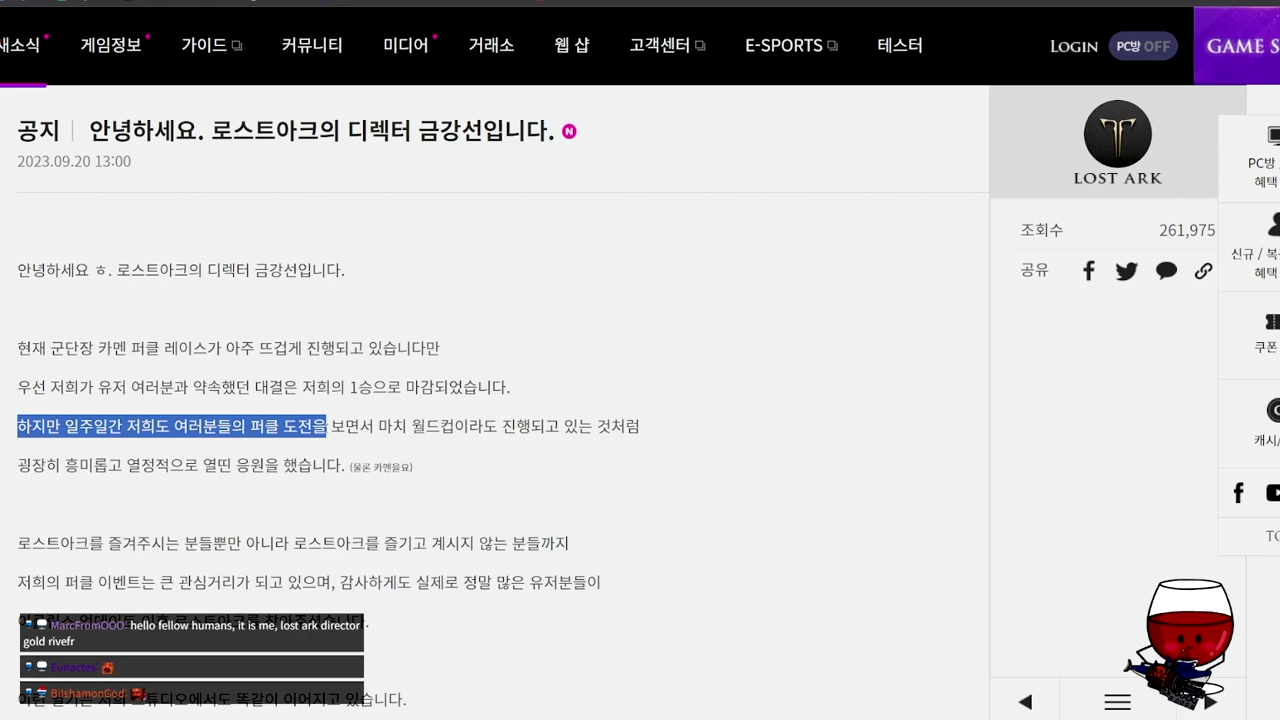 새소식 게임정보 가이드 커뮤니티 미디어 거래소 웹 샵 고객센터 E-SPORTS 테스터 LOGIN PC방 OFF GAME S
공지 안녕하세요. 로스트아크의 디렉터 금강선입니다. N
2023.09.20 13:00
안녕하세요 ㅎ. 로스트아크의 디렉터 금강선입니다.
현재 군단장 카멘 퍼클 레이스가 아주 뜨겁게 진행되고 있습니다만
우선 저희가 유저 여러분과 약속했던 대결은 저희의 1승으로 마감되었습니다.
하지만 일주일간 저희도 여러분들의 퍼클 도전을 보면서 마치 월드컵이라도 진행되고 있는 것처럼
굉장히 흥미롭고 열정적으로 열띤 응원을 했습니다. (물론 카멘을요)
로스트아크를 즐겨주시는 분들뿐만 아니라 로스트아크를 즐기고 계시지 않는 분들까지
저희의 퍼클 이벤트는 큰 관심거리가 되고 있으며, 감사하게도 실제로 정말 많은 유저분들이
MarcFromOOO: hello fellow humans, it is me, lost ark director
gold rivefr
Eunactes:
BilshamonGod:
튜디오에서도 똑같이 이어지고 있습니다.
LOST ARK
조회수 261,975
공유
PC방
혜택
신규 / 복
혜택
쿠폰
캐시/
TO